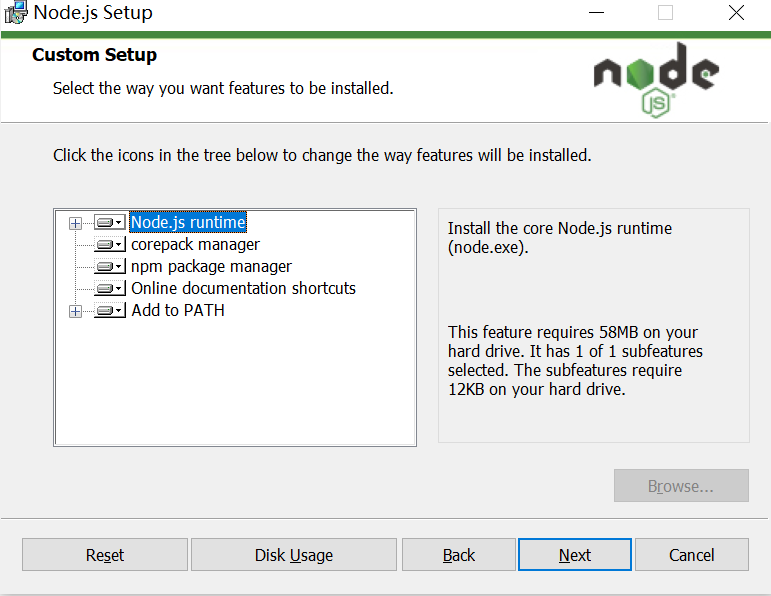 Node.js Setup
Custom Setup
Select the way you want features to be installed.
node
JS
Click the icons in the tree below to change the way features will be installed.
Node.js runtime
corepack manager
npm package manager
Online documentation shortcuts
Add to PATH
Install the core Node.js runtime
(node.exe).
This feature requires 58MB on your
hard drive. It has 1 of 1 subfeatures
selected. The subfeatures require
12KB on your hard drive.
Browse...
Reset
Disk Usage
Back
Next
Cancel